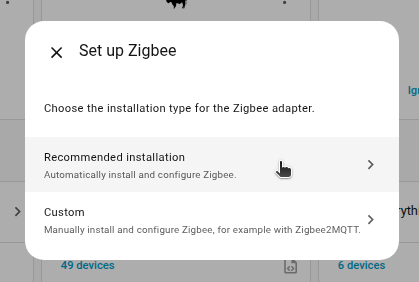 Set up Zigbee
Choose the installation type for the Zigbee adapter.
Recommended installation
Automatically install and configure Zigbee.
Custom
Manually install and configure Zigbee, for example with Zigbee2MQTT.
49 devices
6 devices